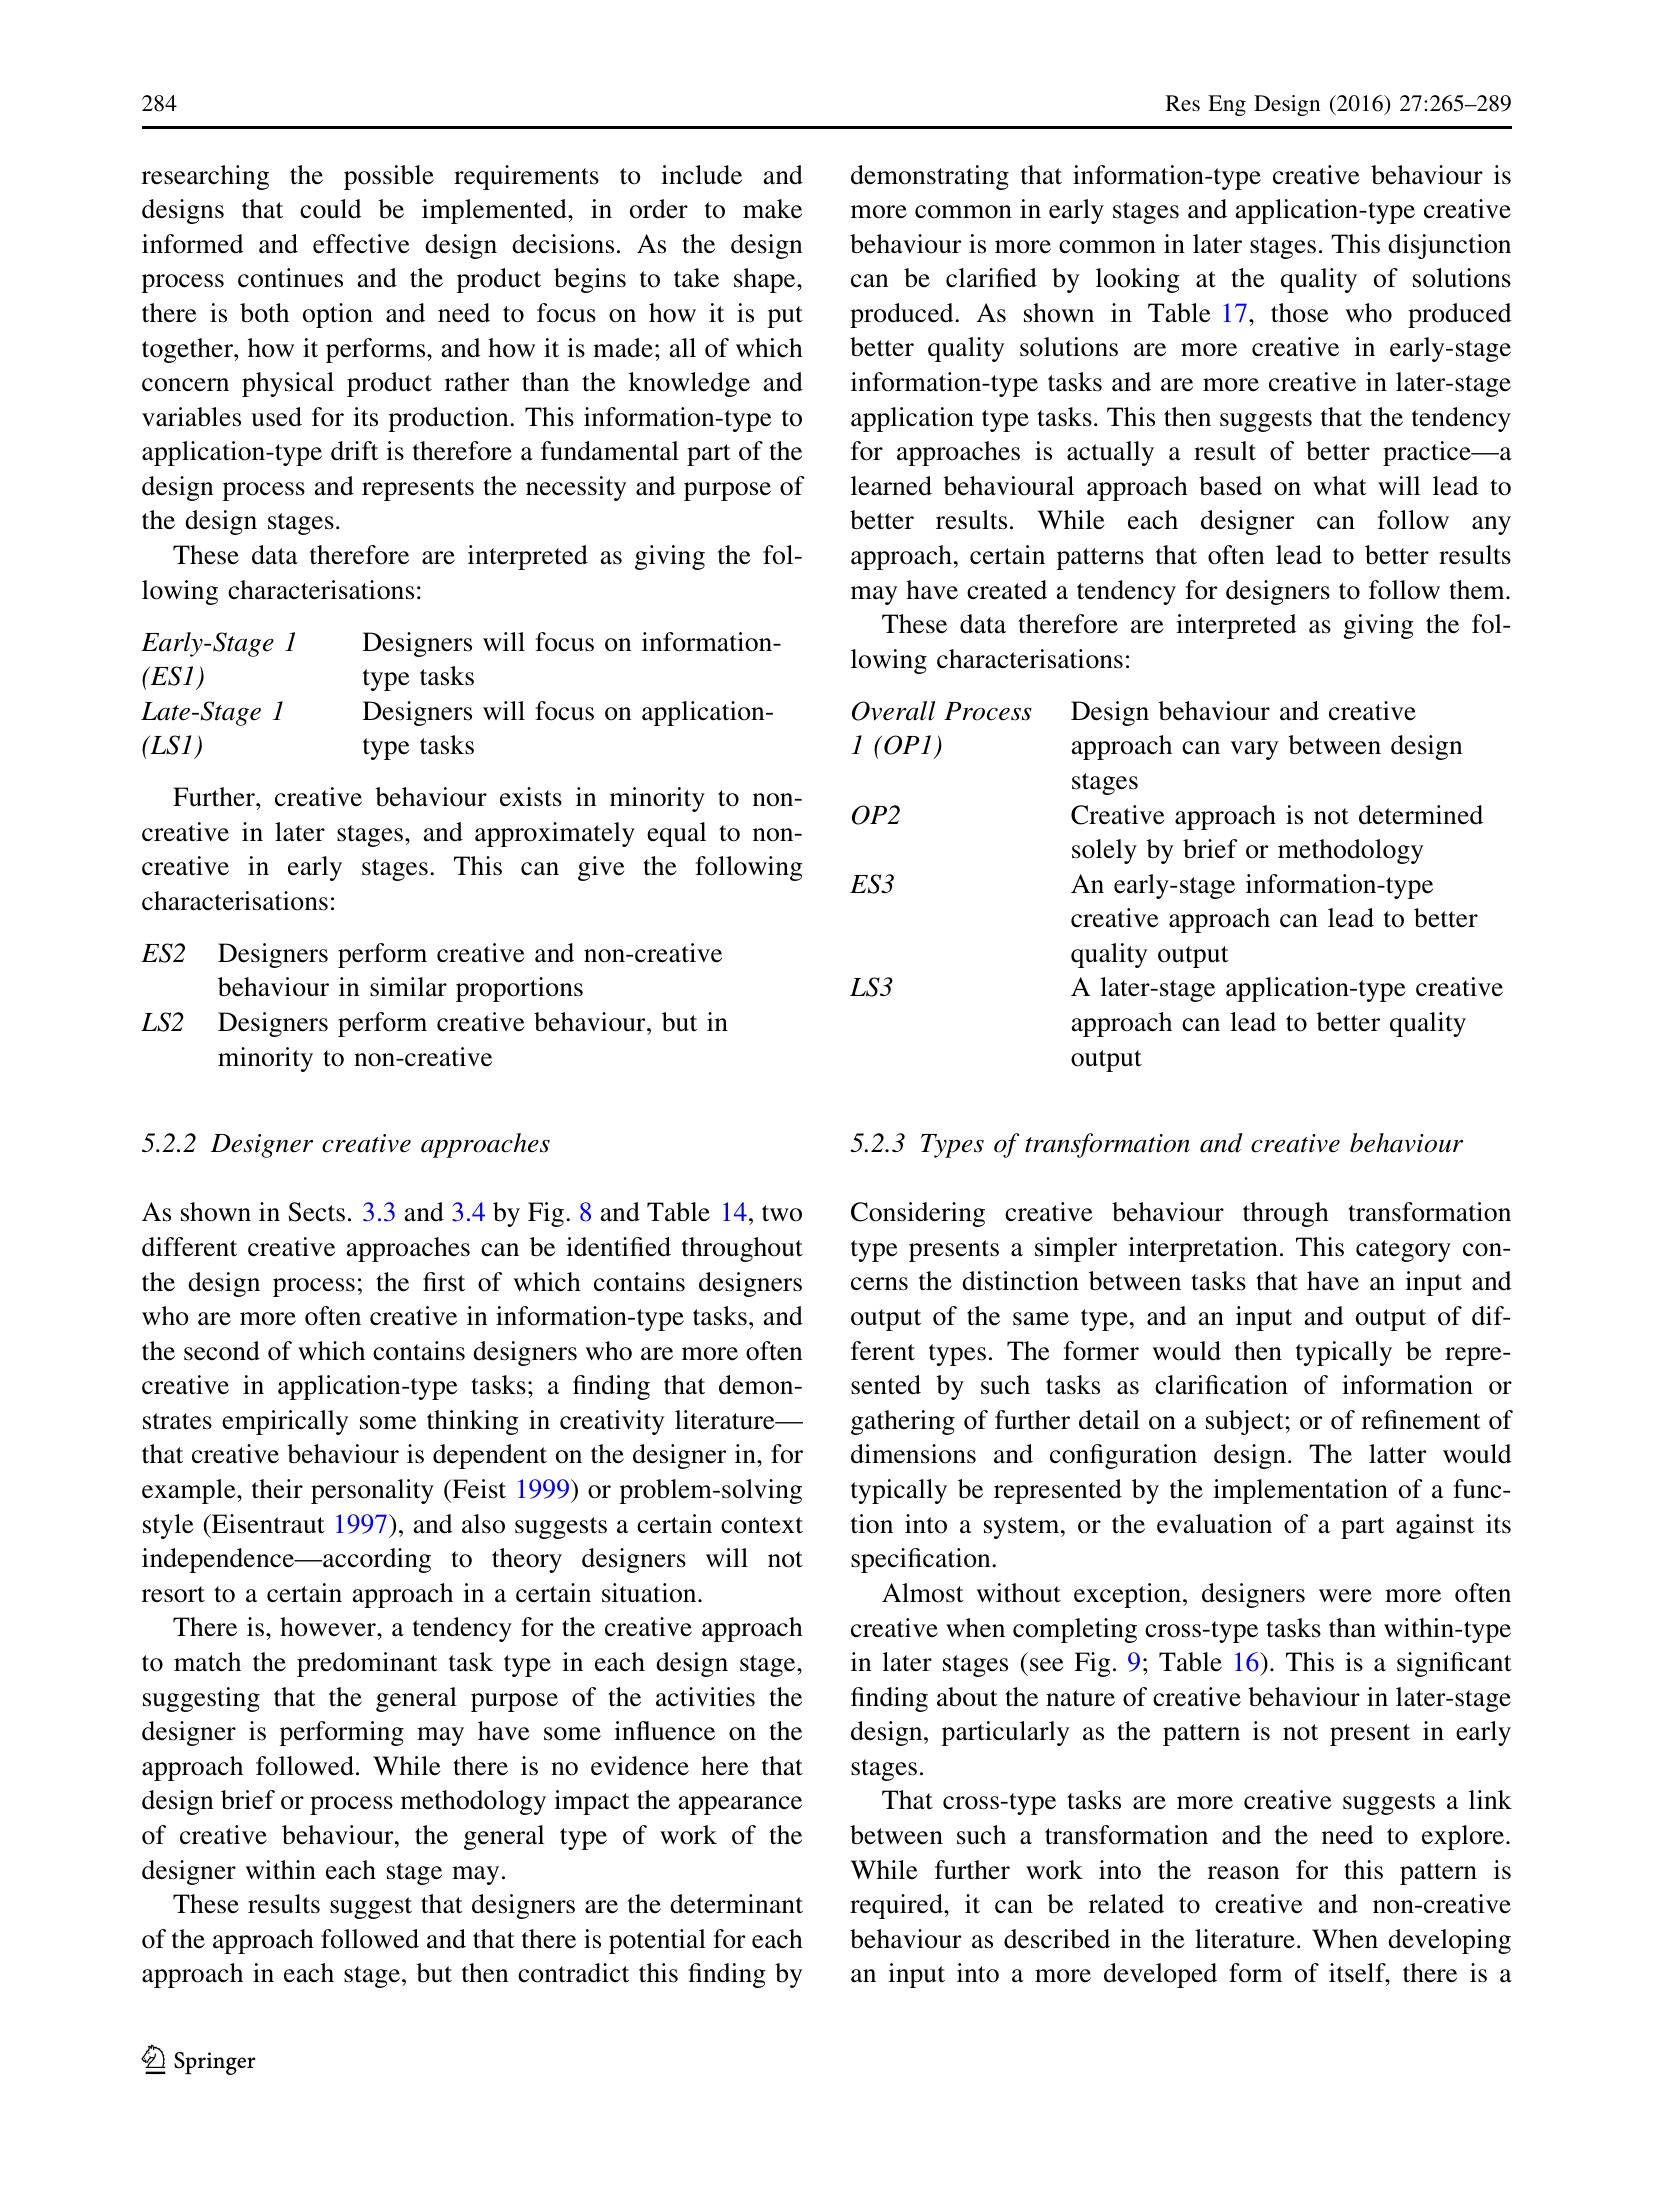 284
Res Eng Design (2016) 27:265–289
researching the possible requirements to include and
designs that could be implemented, in order to make
informed and effective design decisions. As the design
process continues and the product begins to take shape,
there is both option and need to focus on how it is put
together, how it performs, and how it is made; all of which
concern physical product rather than the knowledge and
variables used for its production. This information-type to
application-type drift is therefore a fundamental part of the
design process and represents the necessity and purpose of
the design stages.
These data therefore are interpreted as giving the fol-
lowing characterisations:
Early-Stage 1 Designers will focus on information-
(ES1) type tasks
Late-Stage 1 Designers will focus on application-
(LS1) type tasks
Further, creative behaviour exists in minority to non-
creative in later stages, and approximately equal to non-
creative in early stages. This can give the following
characterisations:
ES2 Designers perform creative and non-creative
behaviour in similar proportions
LS2 Designers perform creative behaviour, but in
minority to non-creative
5.2.2 Designer creative approaches
As shown in Sects. 3.3 and 3.4 by Fig. 8 and Table 14, two
different creative approaches can be identified throughout
the design process; the first of which contains designers
who are more often creative in information-type tasks, and
the second of which contains designers who are more often
creative in application-type tasks; a finding that demon-
strates empirically some thinking in creativity literature—
that creative behaviour is dependent on the designer in, for
example, their personality (Feist 1999) or problem-solving
style (Eisentraut 1997), and also suggests a certain context
independence—according to theory designers will not
resort to a certain approach in a certain situation.
There is, however, a tendency for the creative approach
to match the predominant task type in each design stage,
suggesting that the general purpose of the activities the
designer is performing may have some influence on the
approach followed. While there is no evidence here that
design brief or process methodology impact the appearance
of creative behaviour, the general type of work of the
designer within each stage may.
These results suggest that designers are the determinant
of the approach followed and that there is potential for each
approach in each stage, but then contradict this finding by
demonstrating that information-type creative behaviour is
more common in early stages and application-type creative
behaviour is more common in later stages. This disjunction
can be clarified by looking at the quality of solutions
produced. As shown in Table 17, those who produced
better quality solutions are more creative in early-stage
information-type tasks and are more creative in later-stage
application type tasks. This then suggests that the tendency
for approaches is actually a result of better practice—a
learned behavioural approach based on what will lead to
better results. While each designer can follow any
approach, certain patterns that often lead to better results
may have created a tendency for designers to follow them.
These data therefore are interpreted as giving the fol-
lowing characterisations:
Overall Process Design behaviour and creative
1 (OP1) approach can vary between design
stages
OP2 Creative approach is not determined
solely by brief or methodology
ES3 An early-stage information-type
creative approach can lead to better
quality output
LS3 A later-stage application-type creative
approach can lead to better quality
output
5.2.3 Types of transformation and creative behaviour
Considering creative behaviour through transformation
type presents a simpler interpretation. This category con-
cerns the distinction between tasks that have an input and
output of the same type, and an input and output of dif-
ferent types. The former would then typically be repre-
sented by such tasks as clarification of information or
gathering of further detail on a subject; or of refinement of
dimensions and configuration design. The latter would
typically be represented by the implementation of a func-
tion into a system, or the evaluation of a part against its
specification.
Almost without exception, designers were more often
creative when completing cross-type tasks than within-type
in later stages (see Fig. 9; Table 16). This is a significant
finding about the nature of creative behaviour in later-stage
design, particularly as the pattern is not present in early
stages.
That cross-type tasks are more creative suggests a link
between such a transformation and the need to explore.
While further work into the reason for this pattern is
required, it can be related to creative and non-creative
behaviour as described in the literature. When developing
an input into a more developed form of itself, there is a
Springer